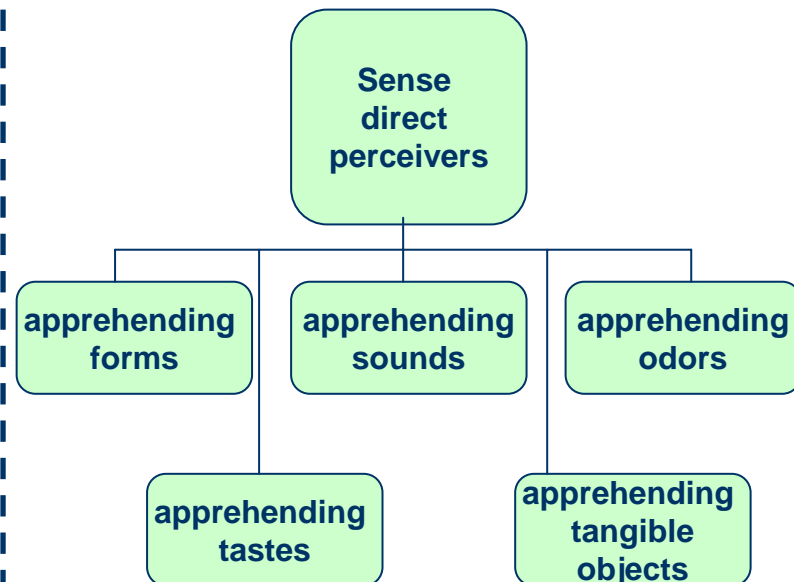 Sense
direct
perceivers
apprehending
forms
apprehending
sounds
apprehending
odors
apprehending
tastes
apprehending
tangible
objects